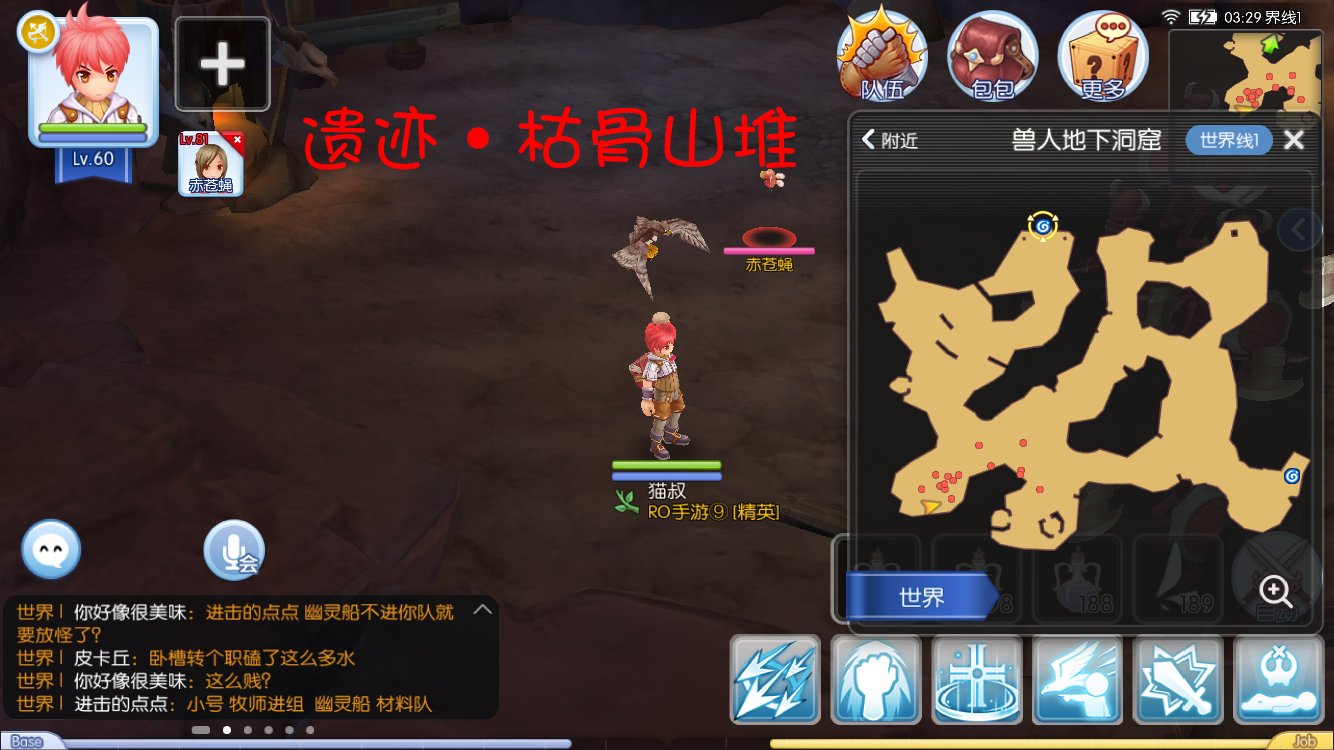 03:29 界线1
队伍
包包
更多
Lv.60
Lv.81
赤苍蝇
遗迹·枯骨山堆
附近
兽人地下洞窟
世界线1
赤苍蝇
猫叔
RO手游⑨ [精英]
会
世界 | 你好像很美味：进击的点点 幽灵船不进你队就
要放怪了?
世界 | 皮卡丘：卧槽转个职磕了这么多水
世界 | 你好像很美味：这么贱?
世界 | 进击的点点：小号 牧师进组 幽灵船 材料队
世界
188
189
Base
Job